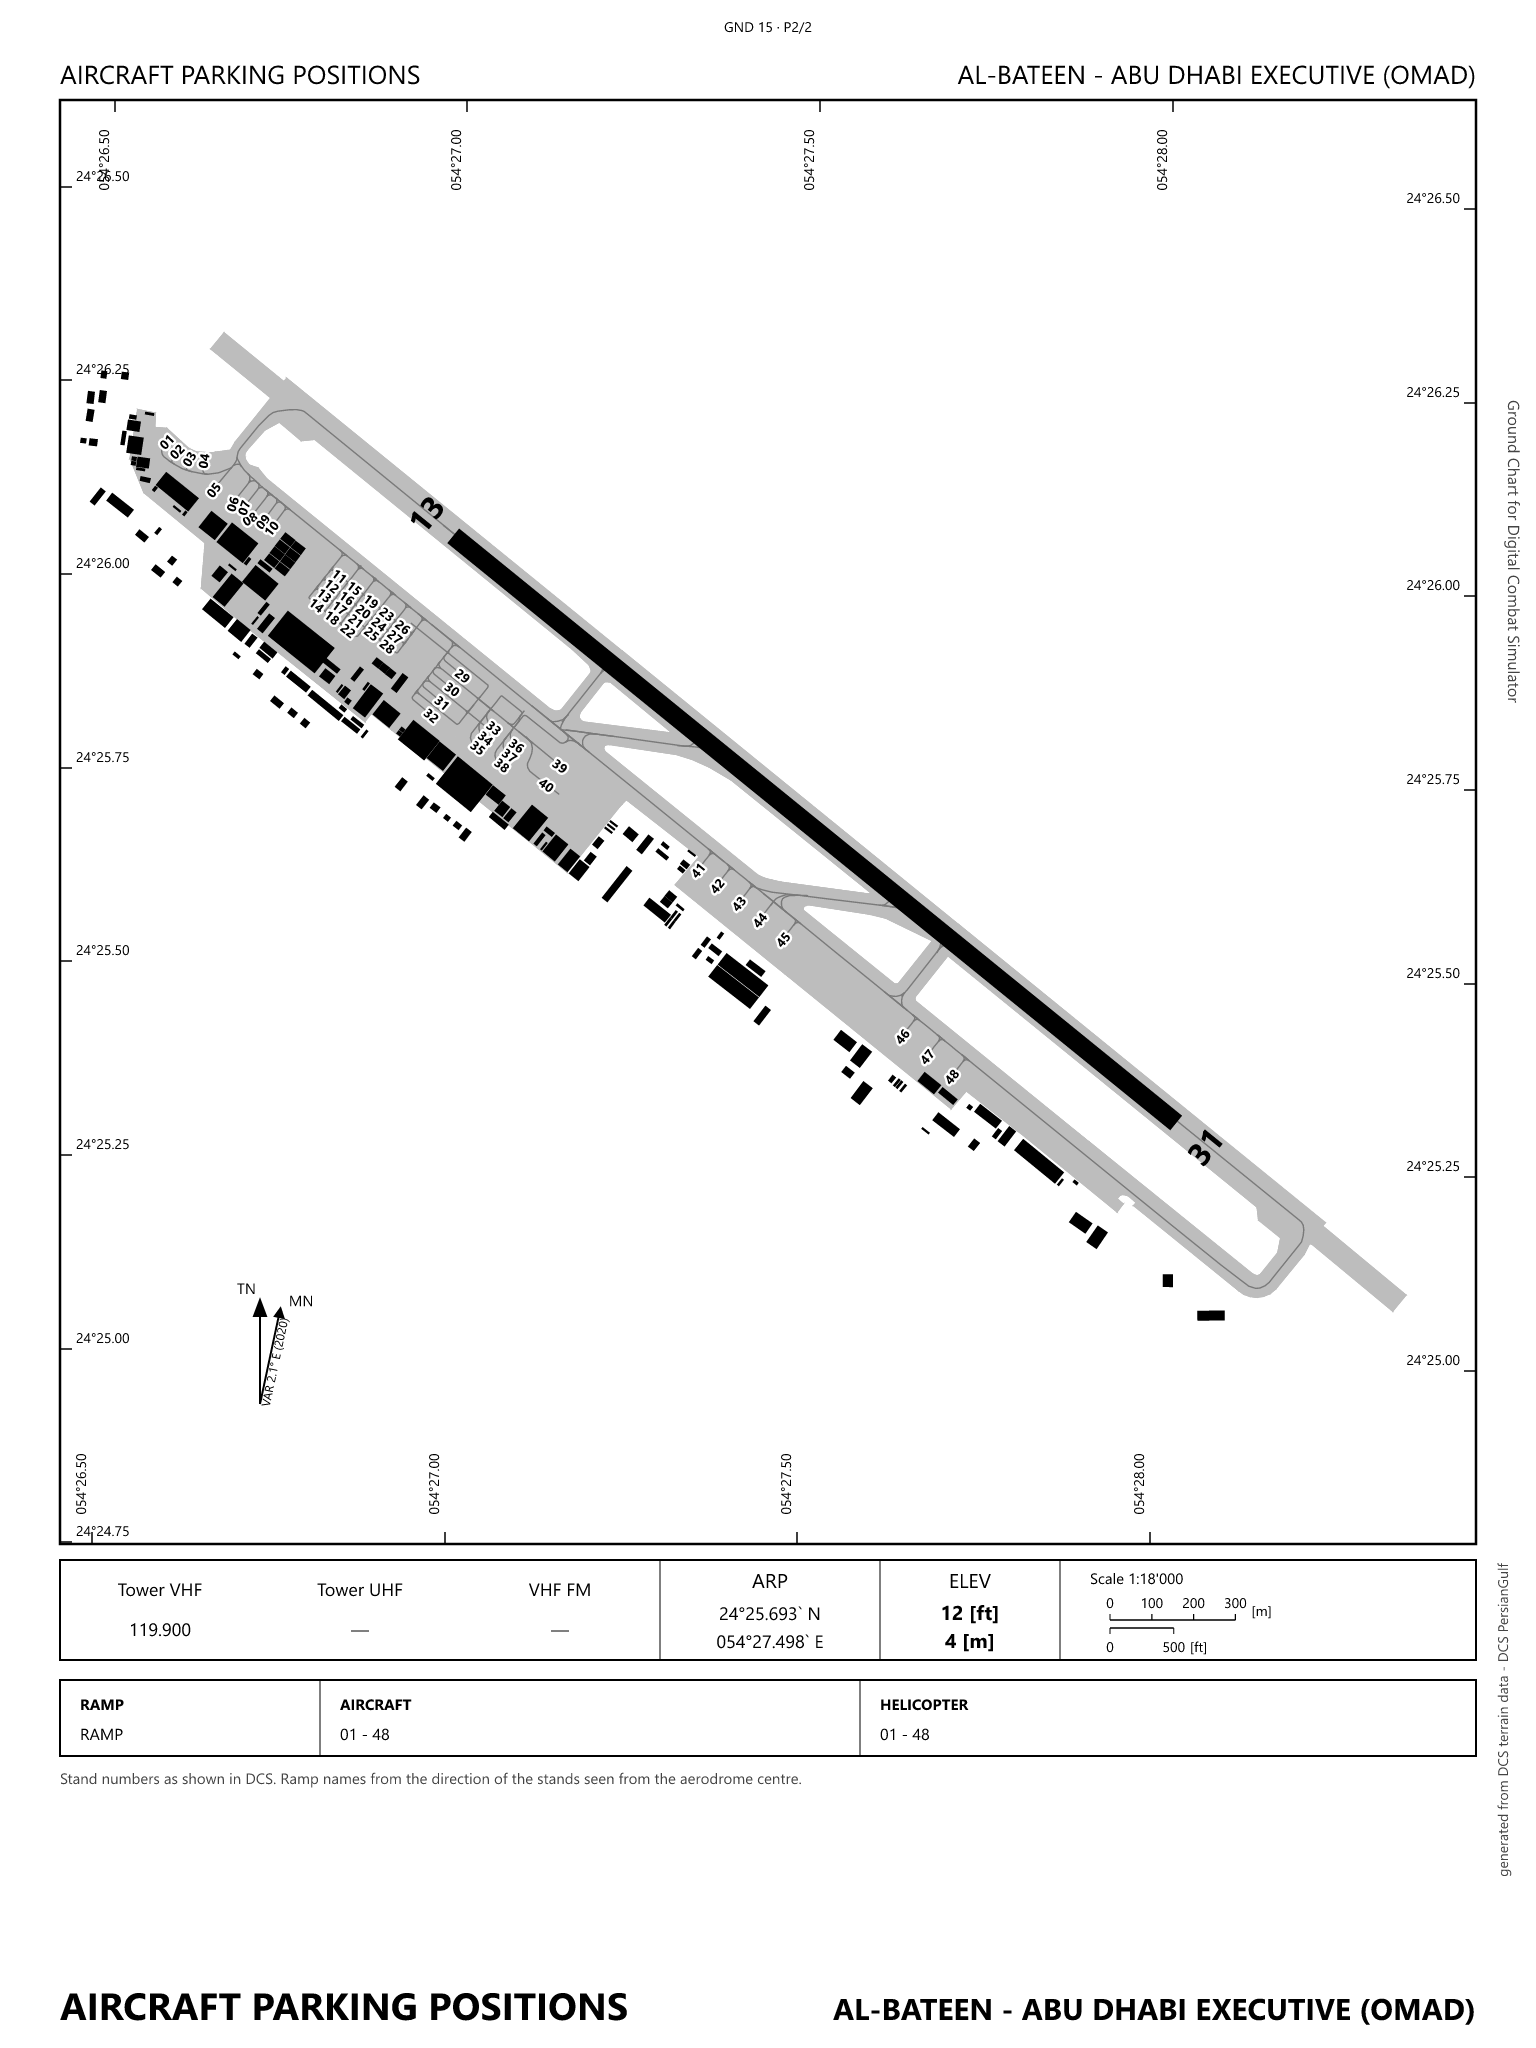 GND 15 · P2/2
AIRCRAFT PARKING POSITIONS
AL-BATEEN - ABU DHABI EXECUTIVE (OMAD)
054°26.50
054°27.00
054°27.50
054°28.00
24°26.50
24°26.50
24°26.25
24°26.25
24°26.00
24°26.00
24°25.75
24°25.75
24°25.50
24°25.50
24°25.25
24°25.25
24°25.00
24°25.00
24°24.75
13
31
01
02
03
04
05
06
07
08
09
10
11
12
13
14
15
16
17
18
19
20
21
22
23
24
25
26
27
28
29
30
31
32
33
34
35
36
37
38
39
40
41
42
43
44
45
46
47
48
TN
MN
VAR 2.1° E (2020)
054°26.50
054°27.00
054°27.50
054°28.00
Ground Chart for Digital Combat Simulator
generated from DCS terrain data - DCS PersianGulf
Tower VHF
119.900
Tower UHF
—
VHF FM
—
ARP
24°25.693` N
054°27.498` E
ELEV
12 [ft]
4 [m]
Scale 1:18'000
0 100 200 300 [m]
0 500 [ft]
RAMP
RAMP
AIRCRAFT
01 - 48
HELICOPTER
01 - 48
Stand numbers as shown in DCS. Ramp names from the direction of the stands seen from the aerodrome centre.
AIRCRAFT PARKING POSITIONS
AL-BATEEN - ABU DHABI EXECUTIVE (OMAD)